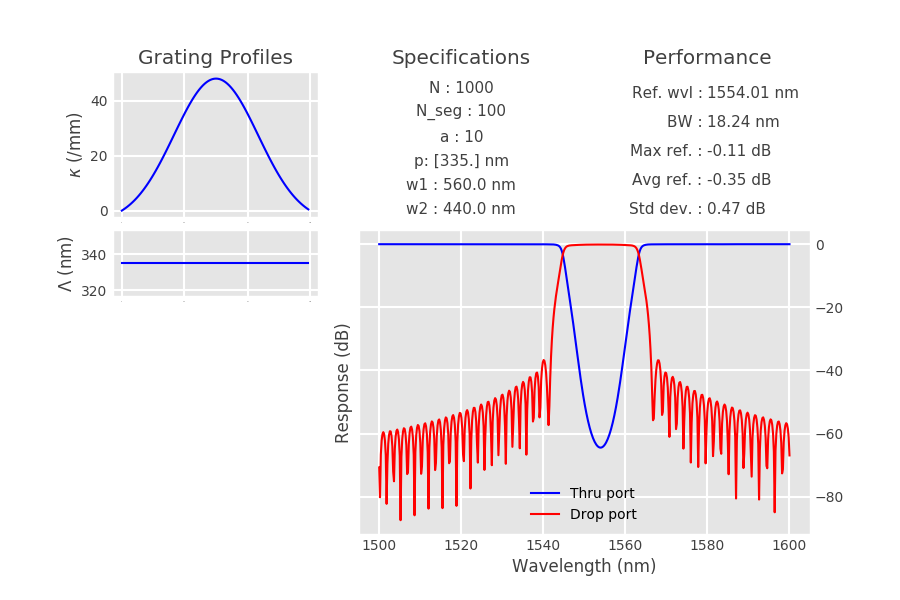 Grating Profiles
κ (/mm)
40
20
0
Λ (nm)
340
320
Specifications
N : 1000
N_seg : 100
a : 10
p: [335.] nm
w1 : 560.0 nm
w2 : 440.0 nm
Performance
Ref. wvl : 1554.01 nm
BW : 18.24 nm
Max ref. : -0.11 dB
Avg ref. : -0.35 dB
Std dev. : 0.47 dB
Response (dB)
0
−20
−40
−60
−80
Thru port
Drop port
1500 1520 1540 1560 1580 1600
Wavelength (nm)